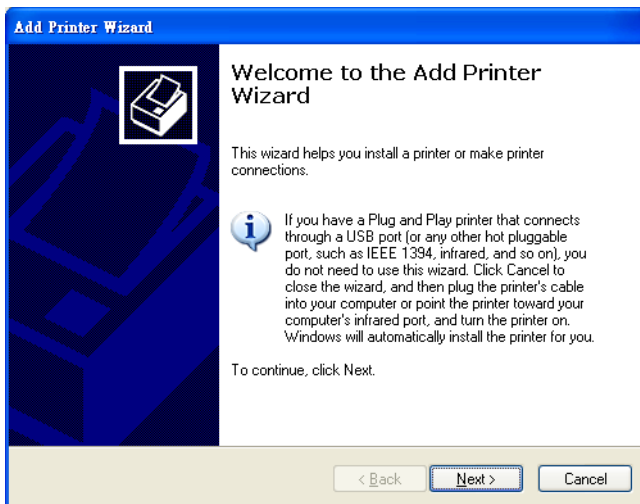 Add Printer Wizard
Welcome to the Add Printer
Wizard
This wizard helps you install a printer or make printer
connections.
If you have a Plug and Play printer that connects
through a USB port (or any other hot pluggable
port, such as IEEE 1394, infrared, and so on), you
do not need to use this wizard. Click Cancel to
close the wizard, and then plug the printer's cable
into your computer or point the printer toward your
computer's infrared port, and turn the printer on.
Windows will automatically install the printer for you.
To continue, click Next.
< Back Next > Cancel